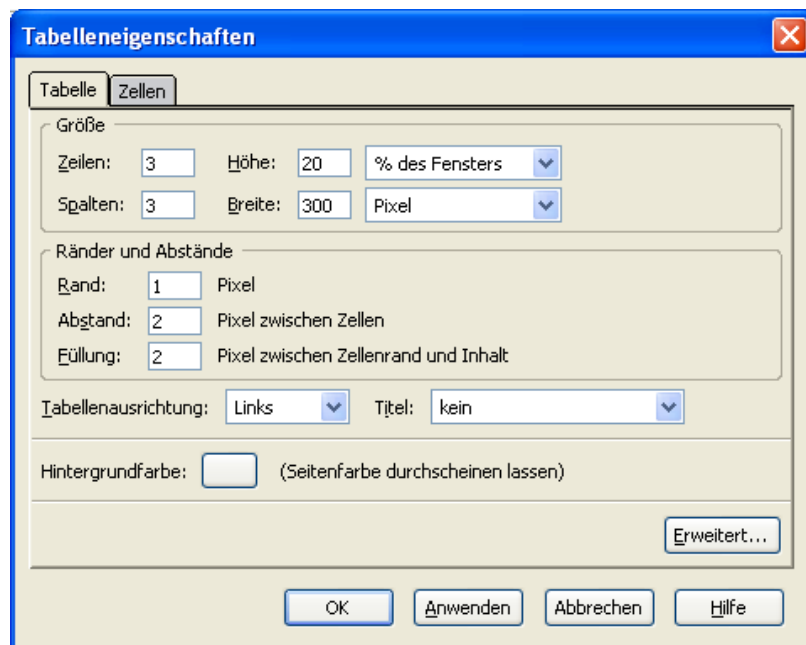 Tabelleneigenschaften
Tabelle Zellen
Größe
Zeilen: 3 Höhe: 20 % des Fensters
Spalten: 3 Breite: 300 Pixel
Ränder und Abstände
Rand: 1 Pixel
Abstand: 2 Pixel zwischen Zellen
Füllung: 2 Pixel zwischen Zellenrand und Inhalt
Tabellenausrichtung: Links Titel: kein
Hintergrundfarbe: (Seitenfarbe durchscheinen lassen)
Erweitert...
OK Anwenden Abbrechen Hilfe